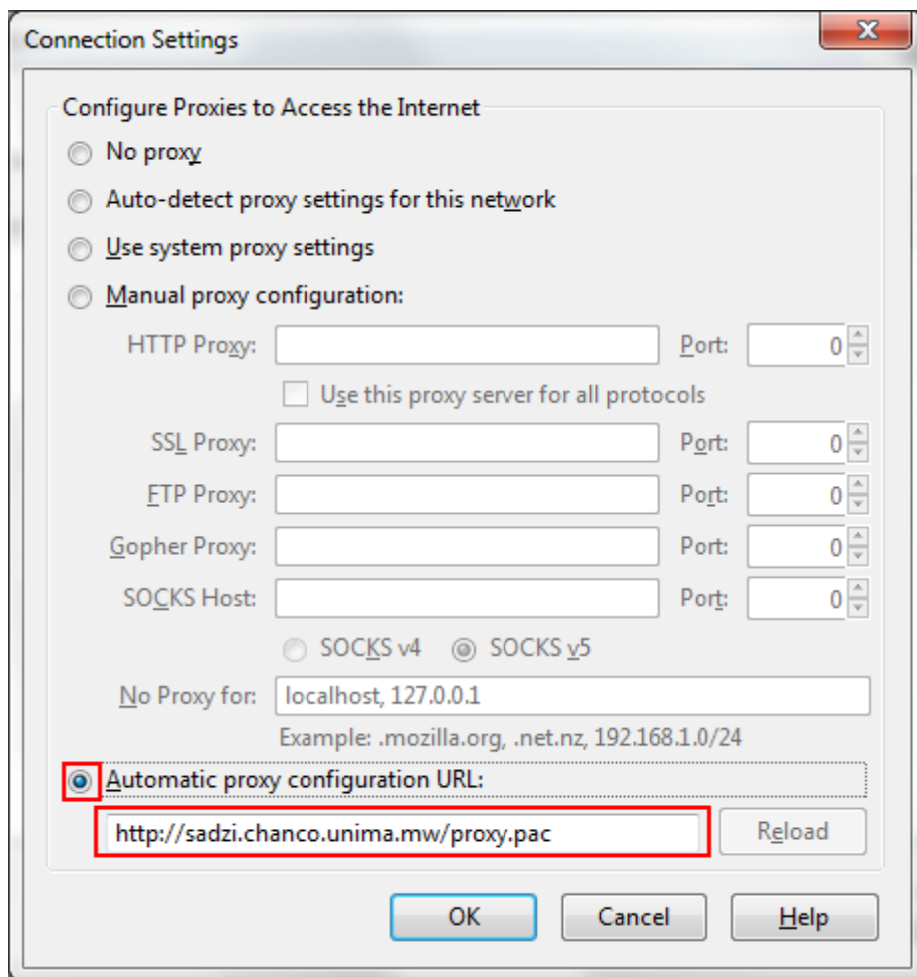 Connection Settings
Configure Proxies to Access the Internet
No proxy
Auto-detect proxy settings for this network
Use system proxy settings
Manual proxy configuration:
HTTP Proxy: Port: 0
Use this proxy server for all protocols
SSL Proxy: Port: 0
FTP Proxy: Port: 0
Gopher Proxy: Port: 0
SOCKS Host: Port: 0
SOCKS v4 SOCKS v5
No Proxy for: localhost, 127.0.0.1
Example: .mozilla.org, .net.nz, 192.168.1.0/24
Automatic proxy configuration URL:
http://sadzi.chanco.unima.mw/proxy.pac Reload
OK Cancel Help